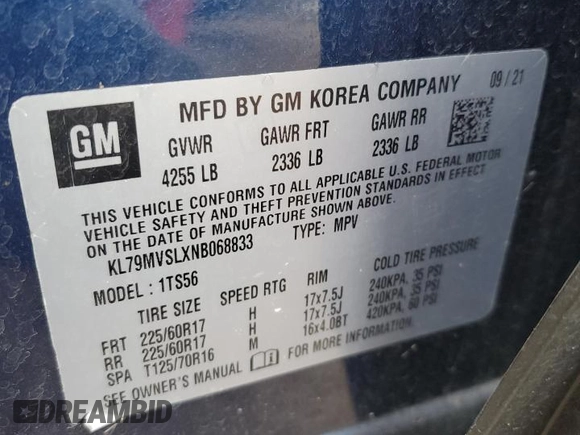 GM
MFD BY GM KOREA COMPANY 09/21
GVWR GAWR FRT GAWR RR
4255 LB 2336 LB 2336 LB
THIS VEHICLE CONFORMS TO ALL APPLICABLE U.S. FEDERAL MOTOR
VEHICLE SAFETY AND THEFT PREVENTION STANDARDS IN EFFECT
ON THE DATE OF MANUFACTURE SHOWN ABOVE.
KL79MVSLXNB068833 TYPE: MPV
MODEL : 1TS56
TIRE SIZE SPEED RTG RIM COLD TIRE PRESSURE
FRT 225/60R17 H 17x7.5J 240KPA, 35 PSI
RR 225/60R17 H 17x7.5J 240KPA, 35 PSI
SPA T125/70R16 M 16x4.0BT 420KPA, 60 PSI
SEE OWNER'S MANUAL FOR MORE INFORMATION.
DREAMBID